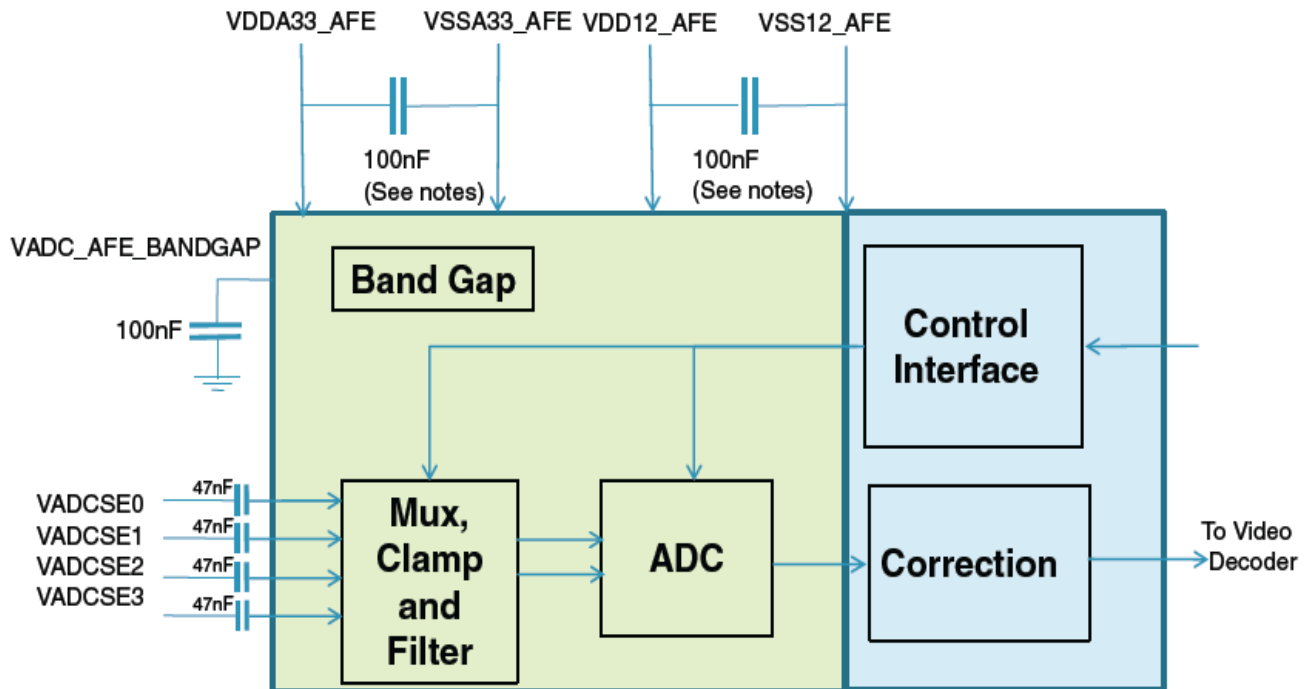 VDDA33_AFE VSSA33_AFE VDD12_AFE VSS12_AFE
100nF
(See notes)
100nF
(See notes)
VADC_AFE_BANDGAP
100nF
Band Gap
Control
Interface
VADCSE0
VADCSE1
VADCSE2
VADCSE3
47nF
47nF
47nF
47nF
Mux,
Clamp
and
Filter
ADC
Correction
To Video
Decoder